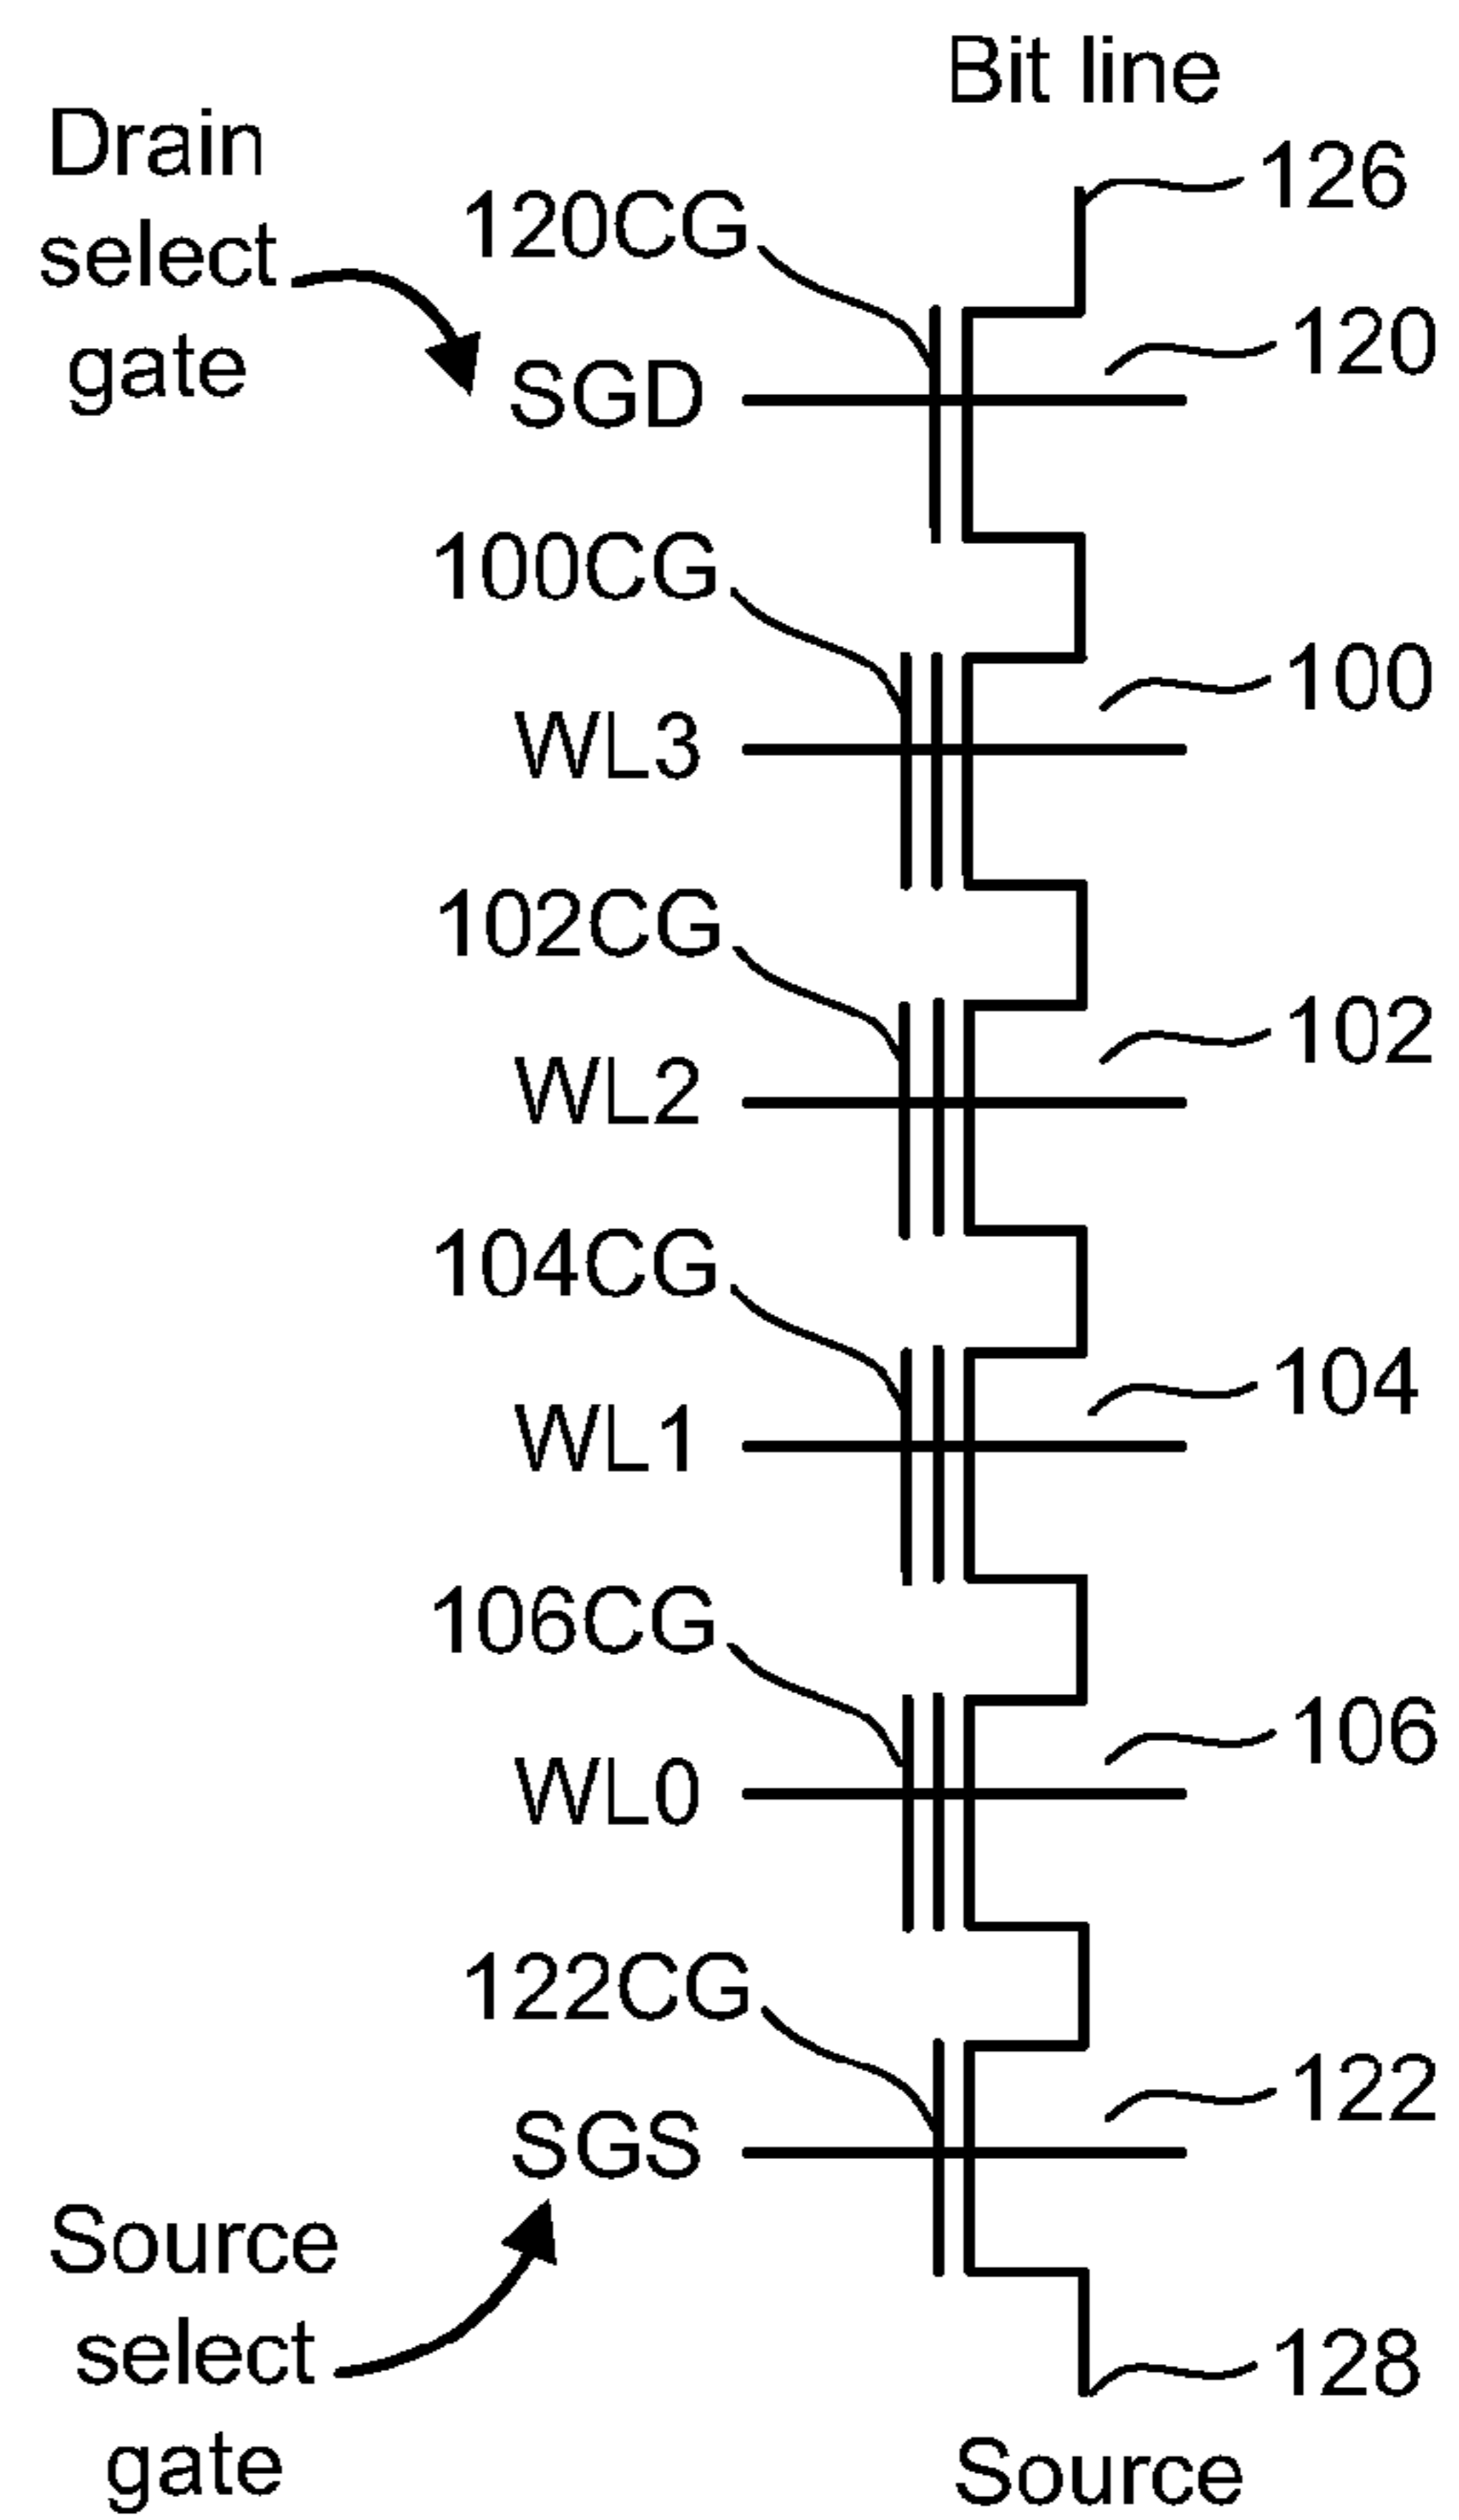 Bit line
126
Drain
select
gate
120CG
120
SGD
100CG
100
WL3
102CG
102
WL2
104CG
104
WL1
106CG
106
WL0
122CG
122
SGS
Source
select
gate
128
Source